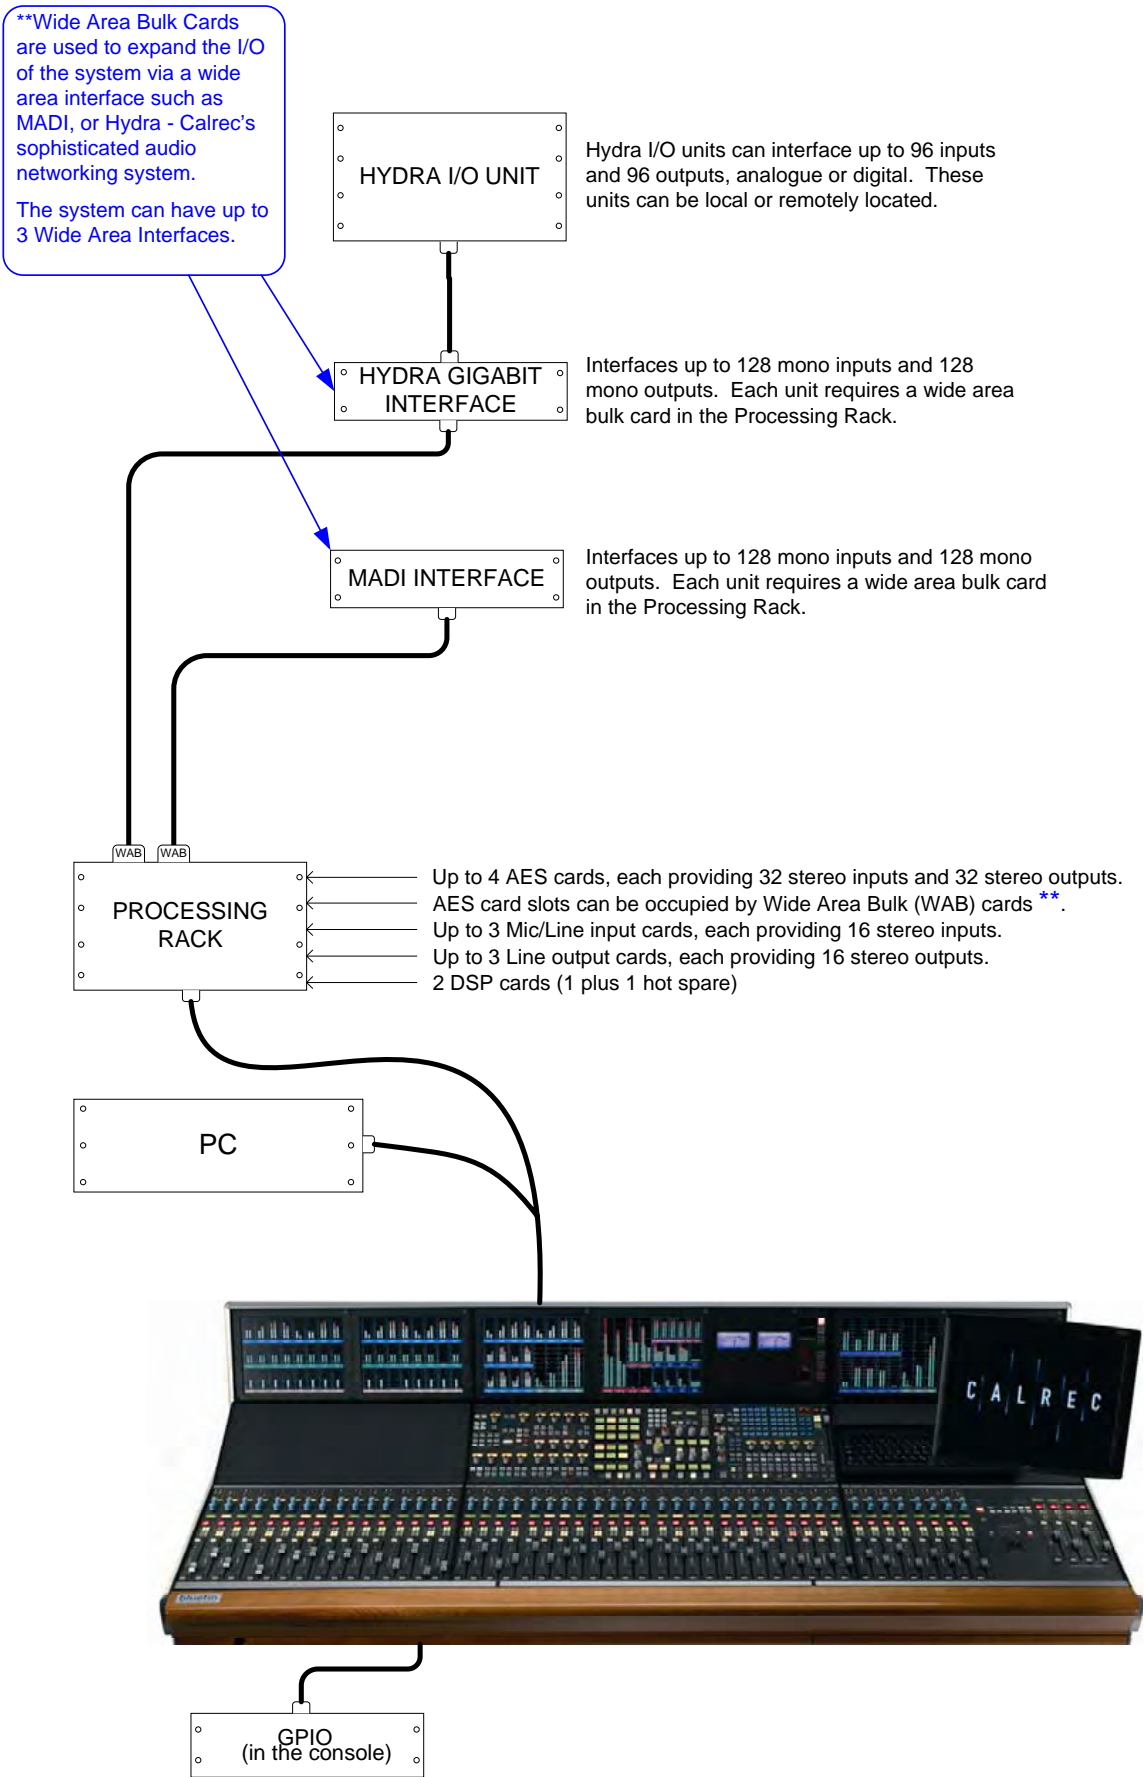 **Wide Area Bulk Cards
are used to expand the I/O
of the system via a wide
area interface such as
MADI, or Hydra - Calrec's
sophisticated audio
networking system.
The system can have up to
3 Wide Area Interfaces.
HYDRA I/O UNIT
Hydra I/O units can interface up to 96 inputs
and 96 outputs, analogue or digital. These
units can be local or remotely located.
HYDRA GIGABIT
INTERFACE
Interfaces up to 128 mono inputs and 128
mono outputs. Each unit requires a wide area
bulk card in the Processing Rack.
MADI INTERFACE
Interfaces up to 128 mono inputs and 128 mono
outputs. Each unit requires a wide area bulk card
in the Processing Rack.
WAB WAB
PROCESSING
RACK
Up to 4 AES cards, each providing 32 stereo inputs and 32 stereo outputs.
AES card slots can be occupied by Wide Area Bulk (WAB) cards **.
Up to 3 Mic/Line input cards, each providing 16 stereo inputs.
Up to 3 Line output cards, each providing 16 stereo outputs.
2 DSP cards (1 plus 1 hot spare)
PC
CALREC
bluefin
GPIO
(in the console)